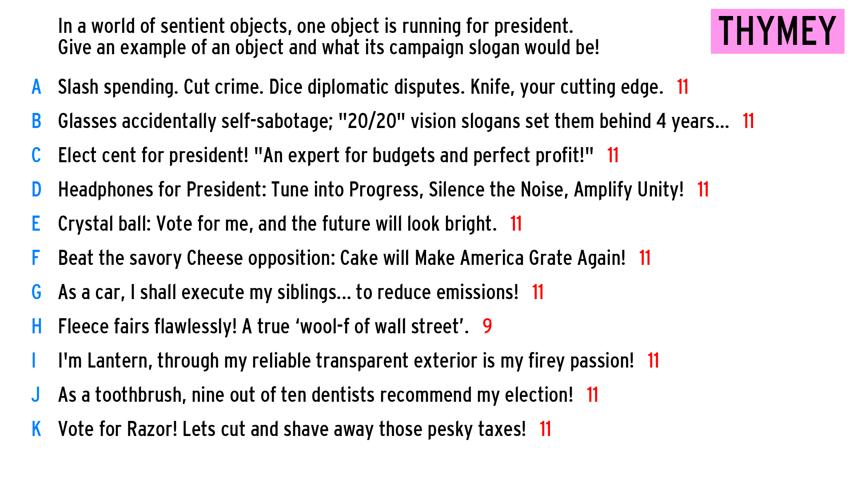 In a world of sentient objects, one object is running for president.
Give an example of an object and what its campaign slogan would be!
THYMEY
A Slash spending. Cut crime. Dice diplomatic disputes. Knife, your cutting edge. 11
B Glasses accidentally self-sabotage; "20/20" vision slogans set them behind 4 years... 11
C Elect cent for president! "An expert for budgets and perfect profit!" 11
D Headphones for President: Tune into Progress, Silence the Noise, Amplify Unity! 11
E Crystal ball: Vote for me, and the future will look bright. 11
F Beat the savory Cheese opposition: Cake will Make America Grate Again! 11
G As a car, I shall execute my siblings... to reduce emissions! 11
H Fleece fairs flawlessly! A true ‘wool-f of wall street’. 9
I I'm Lantern, through my reliable transparent exterior is my firey passion! 11
J As a toothbrush, nine out of ten dentists recommend my election! 11
K Vote for Razor! Lets cut and shave away those pesky taxes! 11